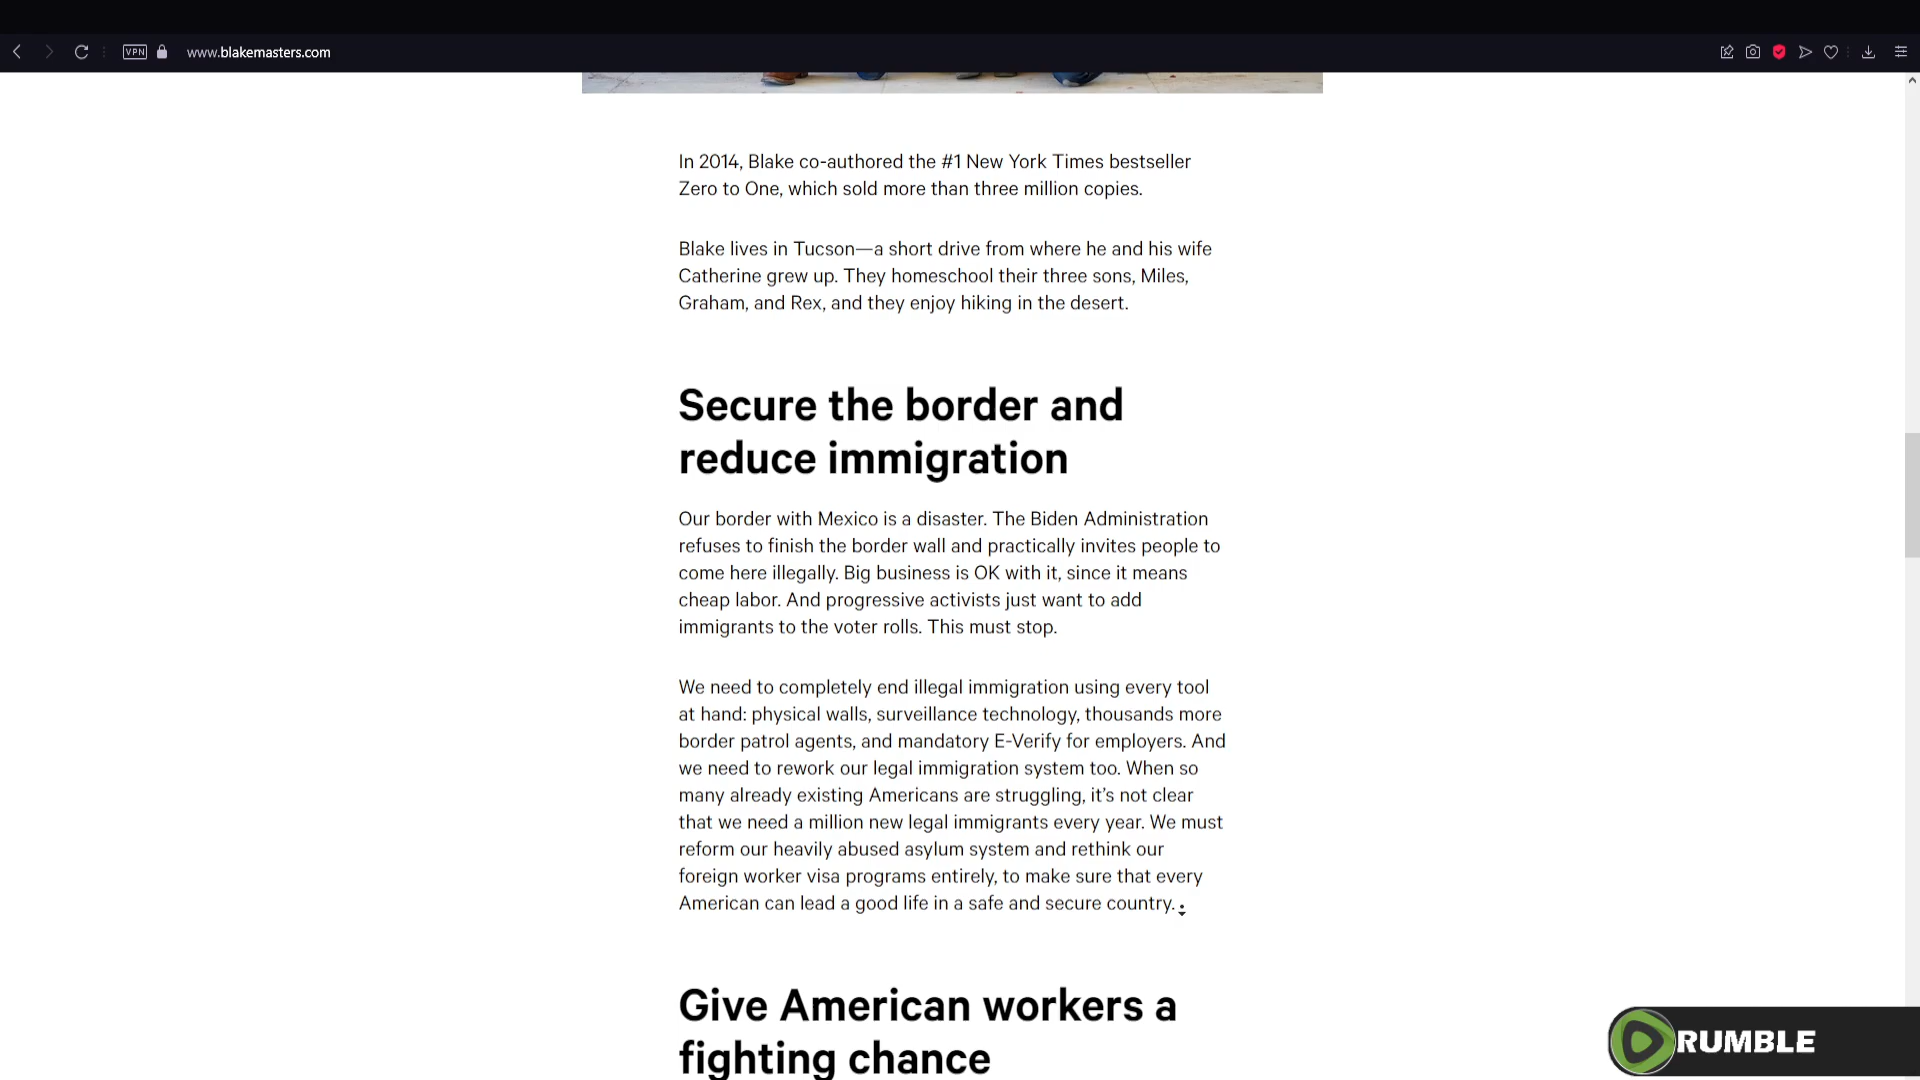 VPN
www.blakemasters.com
In 2014, Blake co-authored the #1 New York Times bestseller
Zero to One, which sold more than three million copies.
Blake lives in Tucson—a short drive from where he and his wife
Catherine grew up. They homeschool their three sons, Miles,
Graham, and Rex, and they enjoy hiking in the desert.
Secure the border and
reduce immigration
Our border with Mexico is a disaster. The Biden Administration
refuses to finish the border wall and practically invites people to
come here illegally. Big business is OK with it, since it means
cheap labor. And progressive activists just want to add
immigrants to the voter rolls. This must stop.
We need to completely end illegal immigration using every tool
at hand: physical walls, surveillance technology, thousands more
border patrol agents, and mandatory E-Verify for employers. And
we need to rework our legal immigration system too. When so
many already existing Americans are struggling, it’s not clear
that we need a million new legal immigrants every year. We must
reform our heavily abused asylum system and rethink our
foreign worker visa programs entirely, to make sure that every
American can lead a good life in a safe and secure country.
Give American workers a
fighting chance
RUMBLE